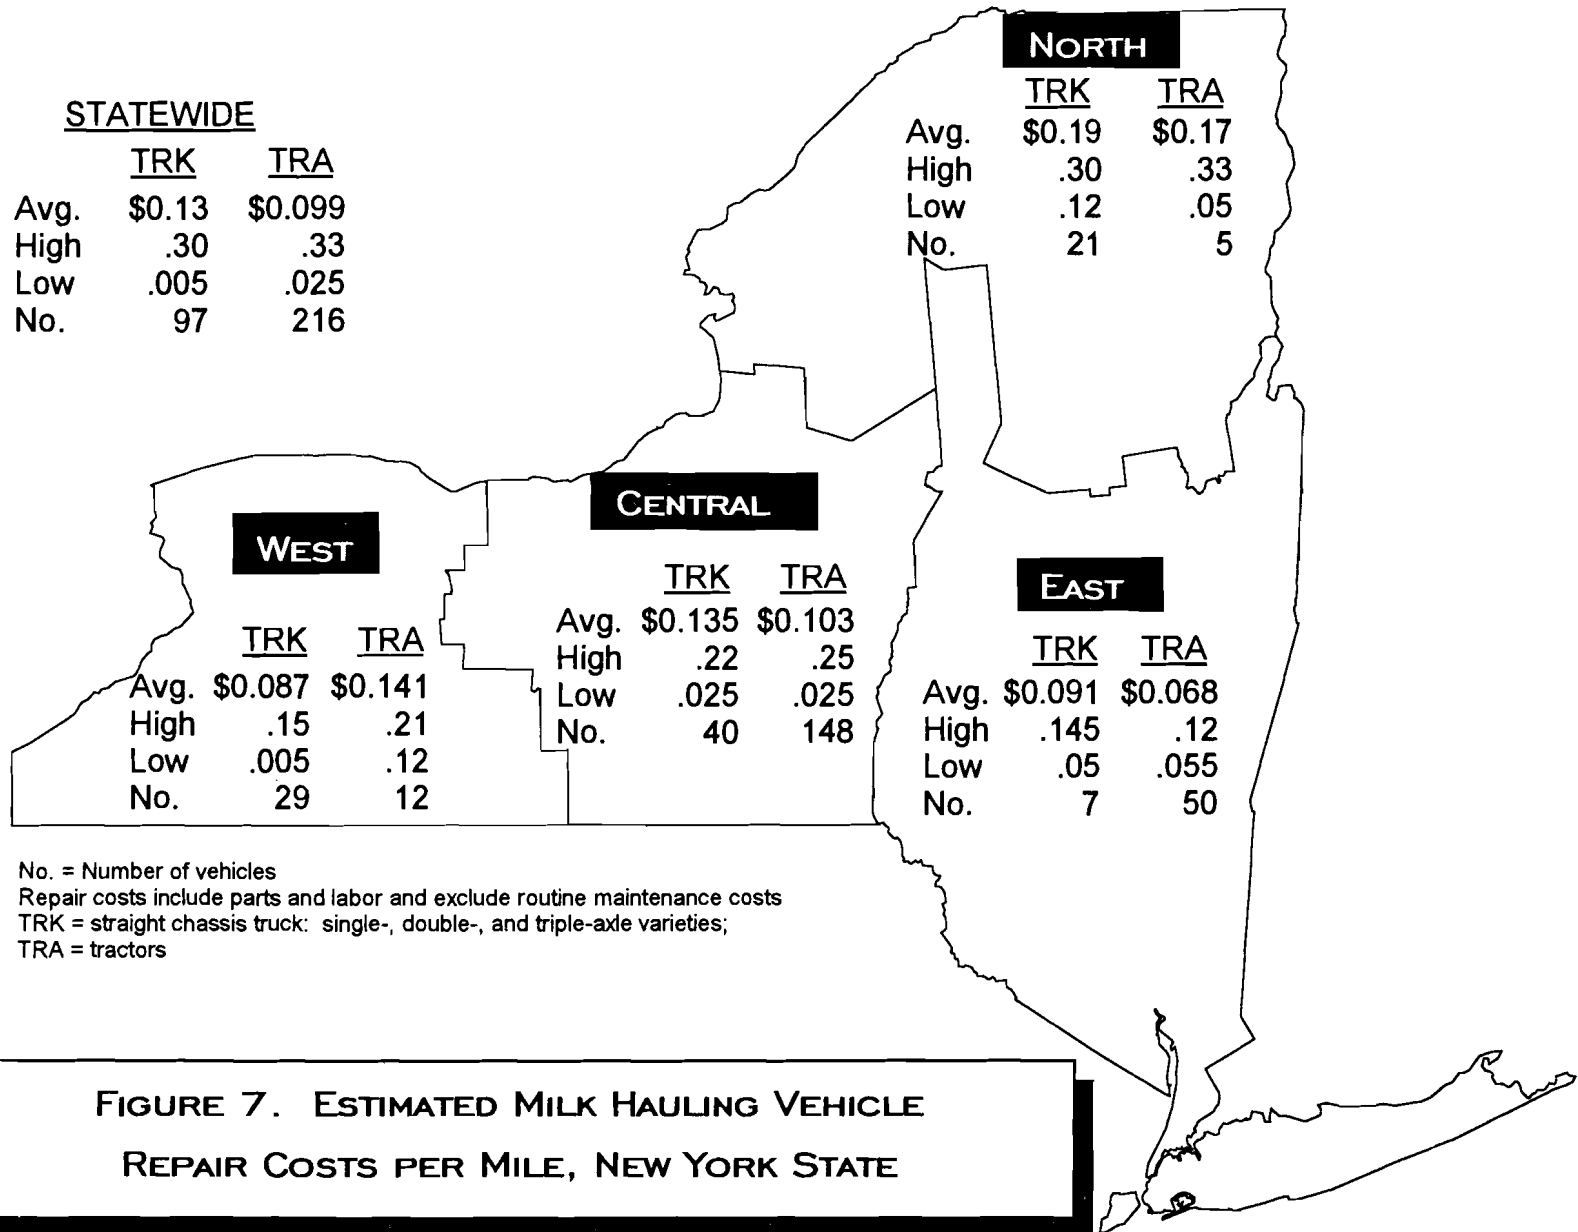 NORTH
TRK TRA
Avg. $0.19 $0.17
High .30 .33
Low .12 .05
No. 21 5
STATEWIDE
TRK TRA
Avg. $0.13 $0.099
High .30 .33
Low .005 .025
No. 97 216
WEST
TRK TRA
Avg. $0.087 $0.141
High .15 .21
Low .005 .12
No. 29 12
CENTRAL
TRK TRA
Avg. $0.135 $0.103
High .22 .25
Low .025 .025
No. 40 148
EAST
TRK TRA
Avg. $0.091 $0.068
High .145 .12
Low .05 .055
No. 7 50
No. = Number of vehicles
Repair costs include parts and labor and exclude routine maintenance costs
TRK = straight chassis truck: single-, double-, and triple-axle varieties;
TRA = tractors
FIGURE 7. ESTIMATED MILK HAULING VEHICLE
REPAIR COSTS PER MILE, NEW YORK STATE